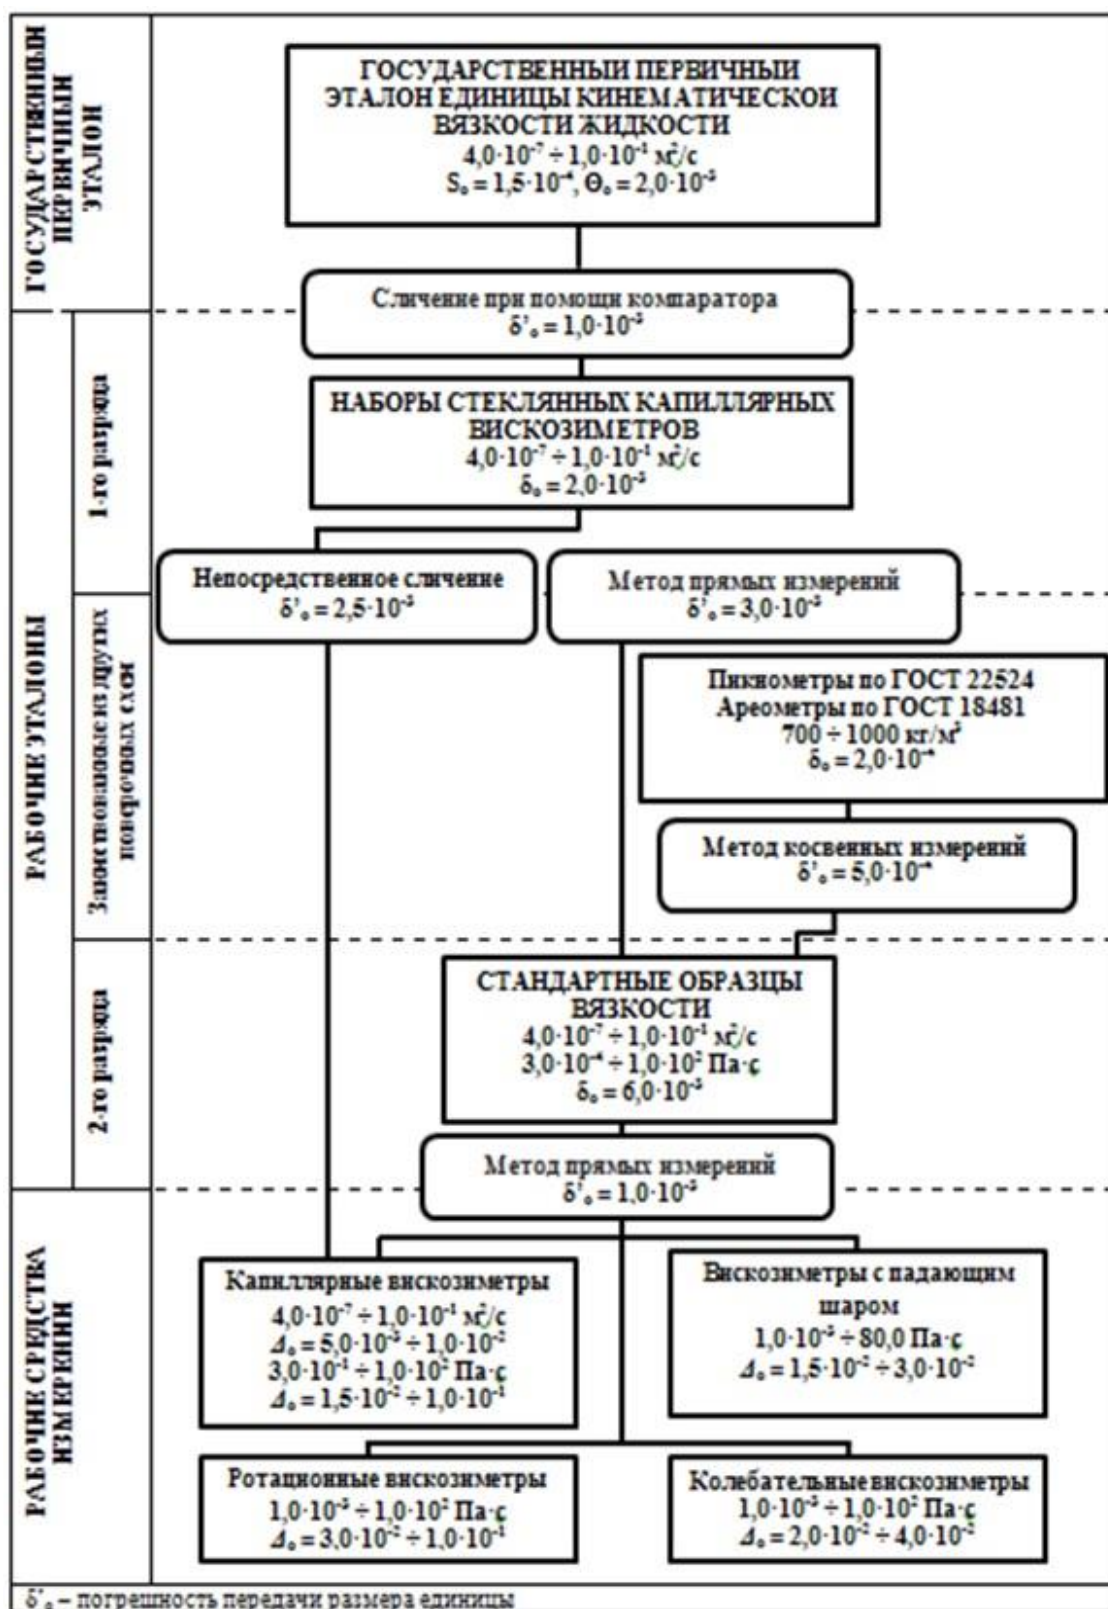 ГОСУДАРСТВЕННЫЙ ПЕРВИЧНЫЙ ЭТАЛОН
ГОСУДАРСТВЕННЫЙ ПЕРВИЧНЫЙ
ЭТАЛОН ЕДИНИЦЫ КИНЕМАТИЧЕСКОЙ
ВЯЗКОСТИ ЖИДКОСТИ
4,0·10⁻⁷ ÷ 1,0·10⁻¹ м²/с
S₀ = 1,5·10⁻⁴, Θ₀ = 2,0·10⁻³
Сличение при помощи компаратора
δ'₀ = 1,0·10⁻³
РАБОЧИЕ ЭТАЛОНЫ
1-го разряда
НАБОРЫ СТЕКЛЯННЫХ КАПИЛЛЯРНЫХ
ВИСКОЗИМЕТРОВ
4,0·10⁻⁷ ÷ 1,0·10⁻¹ м²/с
δ₀ = 2,0·10⁻³
Непосредственное сличение
δ'₀ = 2,5·10⁻³
Метод прямых измерений
δ'₀ = 3,0·10⁻³
Заимствованные из других
поверочных схем
Пикнометры по ГОСТ 22524
Ареометры по ГОСТ 18481
700 ÷ 1000 кг/м³
δ₀ = 2,0·10⁻⁴
Метод косвенных измерений
δ'₀ = 5,0·10⁻⁴
2-го разряда
СТАНДАРТНЫЕ ОБРАЗЦЫ
ВЯЗКОСТИ
4,0·10⁻⁷ ÷ 1,0·10⁻¹ м²/с
3,0·10⁻⁴ ÷ 1,0·10² Па·с
δ₀ = 6,0·10⁻³
Метод прямых измерений
δ'₀ = 1,0·10⁻³
РАБОЧИЕ СРЕДСТВА
ИЗМЕРЕНИЙ
Капиллярные вискозиметры
4,0·10⁻⁷ ÷ 1,0·10⁻¹ м²/с
Δ₀ = 5,0·10⁻³ ÷ 1,0·10⁻²
3,0·10⁻¹ ÷ 1,0·10² Па·с
Δ₀ = 1,5·10⁻² ÷ 1,0·10⁻¹
Вискозиметры с падающим
шаром
1,0·10⁻³ ÷ 80,0 Па·с
Δ₀ = 1,5·10⁻² ÷ 3,0·10⁻²
Ротационные вискозиметры
1,0·10⁻³ ÷ 1,0·10² Па·с
Δ₀ = 3,0·10⁻² ÷ 1,0·10⁻¹
Колебательные вискозиметры
1,0·10⁻³ ÷ 1,0·10² Па·с
Δ₀ = 2,0·10⁻² ÷ 4,0·10⁻²
δ'₀ – погрешность передачи размера единицы